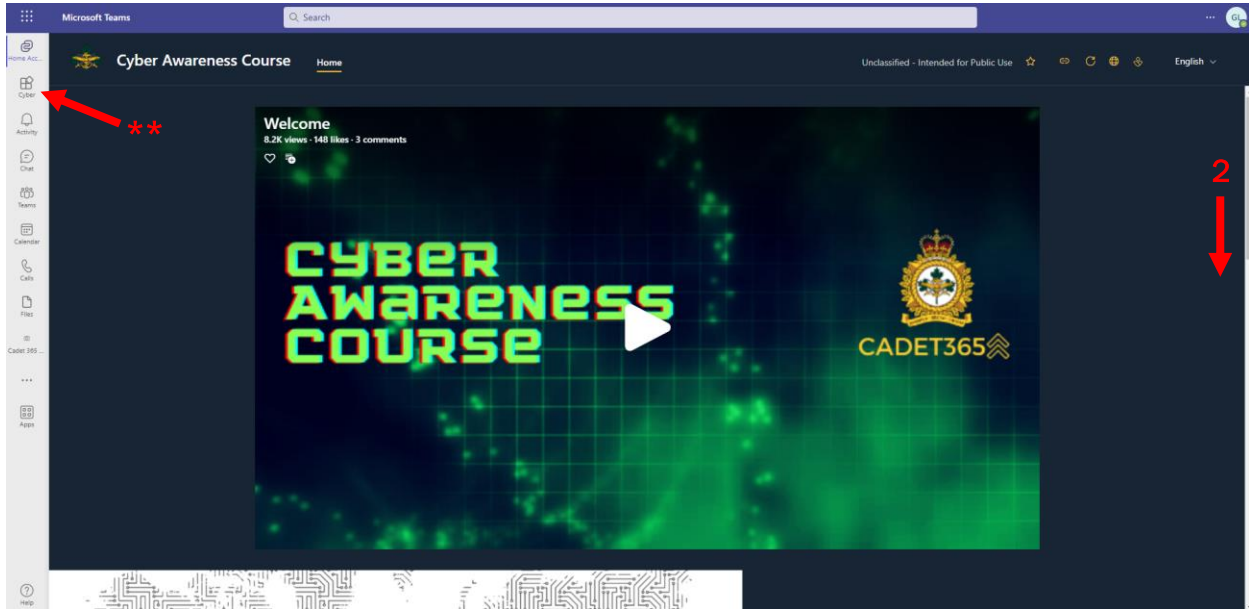 Microsoft Teams
Search
GL
Home Acc...
Cyber Awareness Course
Home
Unclassified - Intended for Public Use
English
Cyber
**
Activity
Chat
Teams
Calendar
Calls
Files
Cadet 365 ...
Apps
Help
Welcome
8.2K views · 148 likes · 3 comments
CYBER
AWARENESS
COURSE
CADET365
2